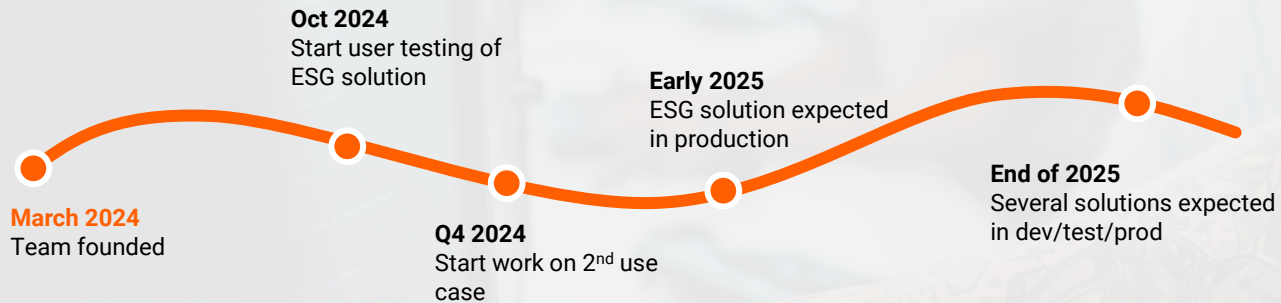 Oct 2024
Start user testing of
ESG solution
Early 2025
ESG solution expected
in production
End of 2025
Several solutions expected
in dev/test/prod
March 2024
Team founded
Q4 2024
Start work on 2nd use
case